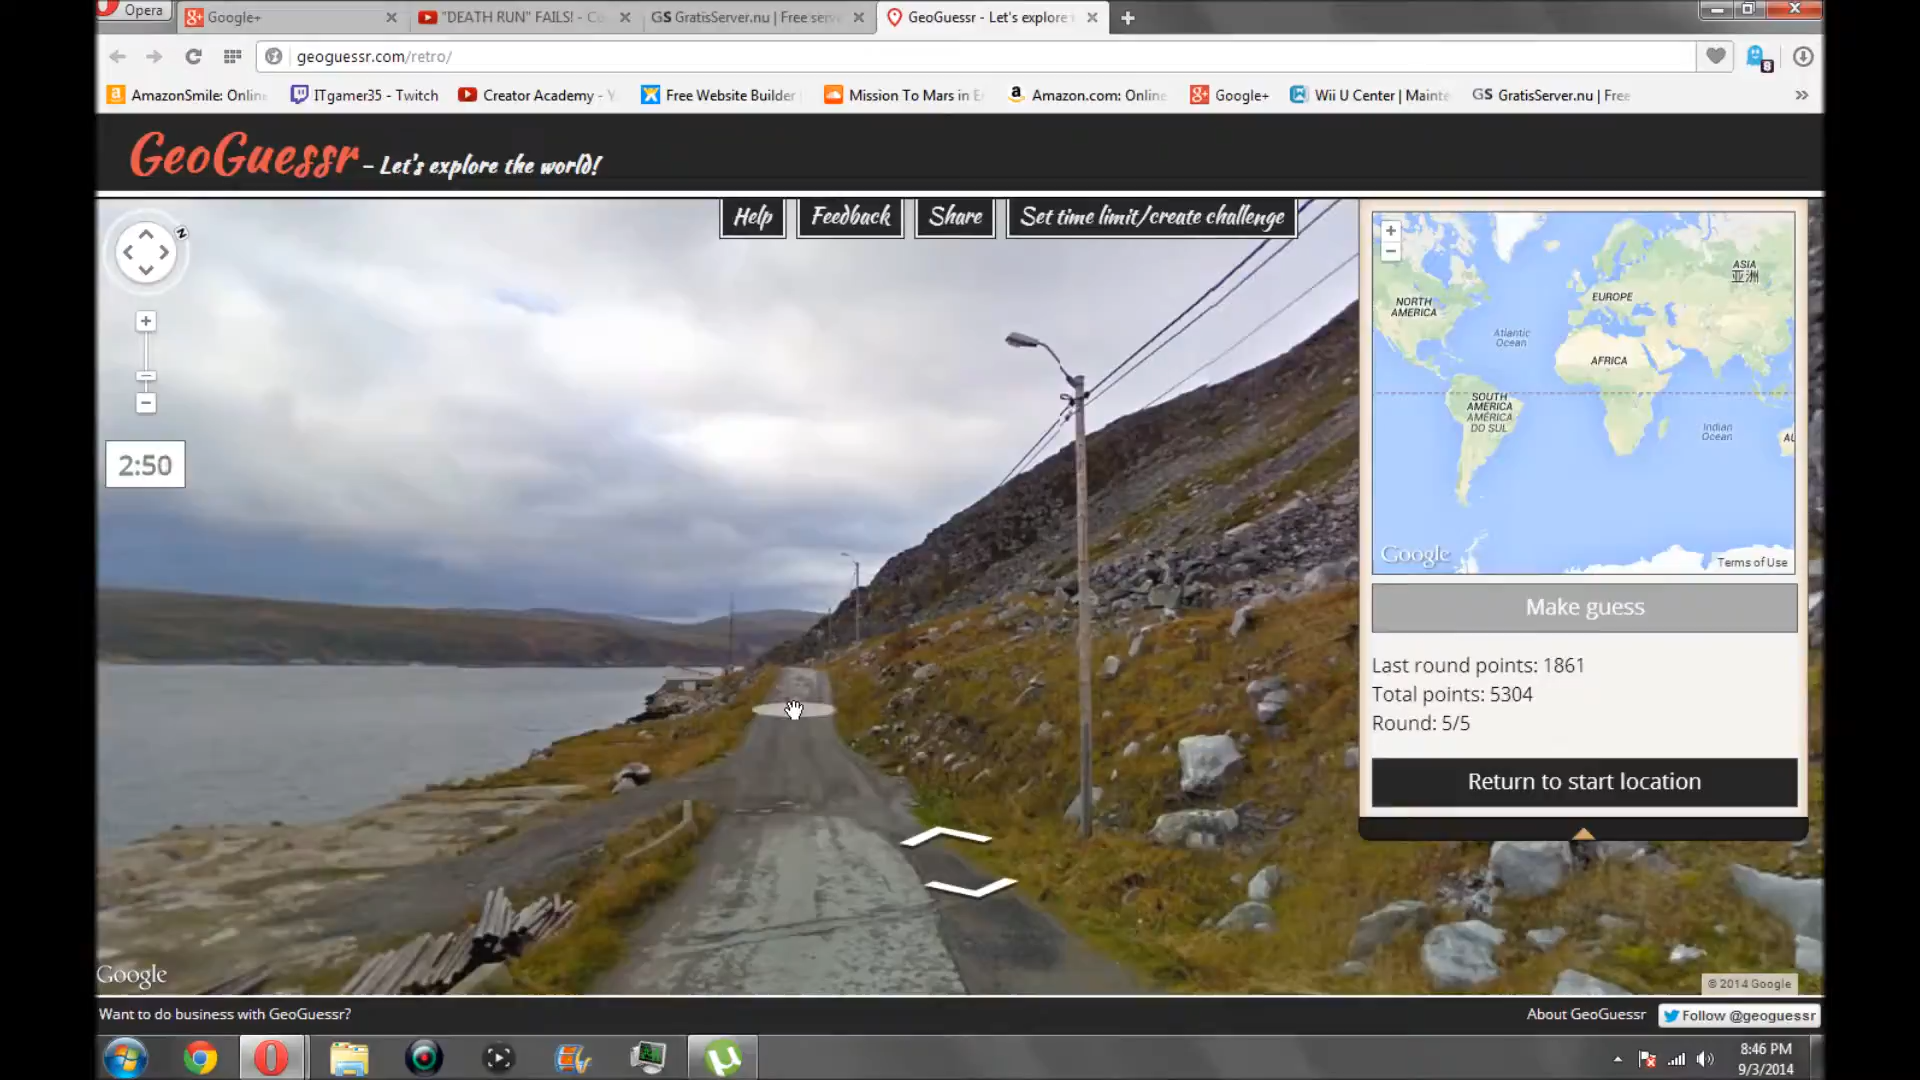 Opera
Google+
"DEATH RUN" FAILS! - Co
GS GratisServer.nu | Free serve
GeoGuessr - Let's explore t
geoguessr.com/retro/
8
AmazonSmile: Onlin
ITgamer35 - Twitch
Creator Academy - Y
Free Website Builder
Mission To Mars in E
Amazon.com: Online
Google+
Wii U Center | Mainte
GS GratisServer.nu | Free
»
GeoGuessr – Let's explore the world!
Help
Feedback
Share
Set time limit/create challenge
N
2:50
NORTH
AMERICA
Atlantic
Ocean
EUROPE
ASIA
亚洲
AFRICA
SOUTH
AMERICA
AMÉRICA
DO SUL
Indian
Ocean
AU
Google
Terms of Use
Make guess
Last round points: 1861
Total points: 5304
Round: 5/5
Return to start location
Google
© 2014 Google
Want to do business with GeoGuessr?
About GeoGuessr
Follow @geoguessr
8:46 PM
9/3/2014